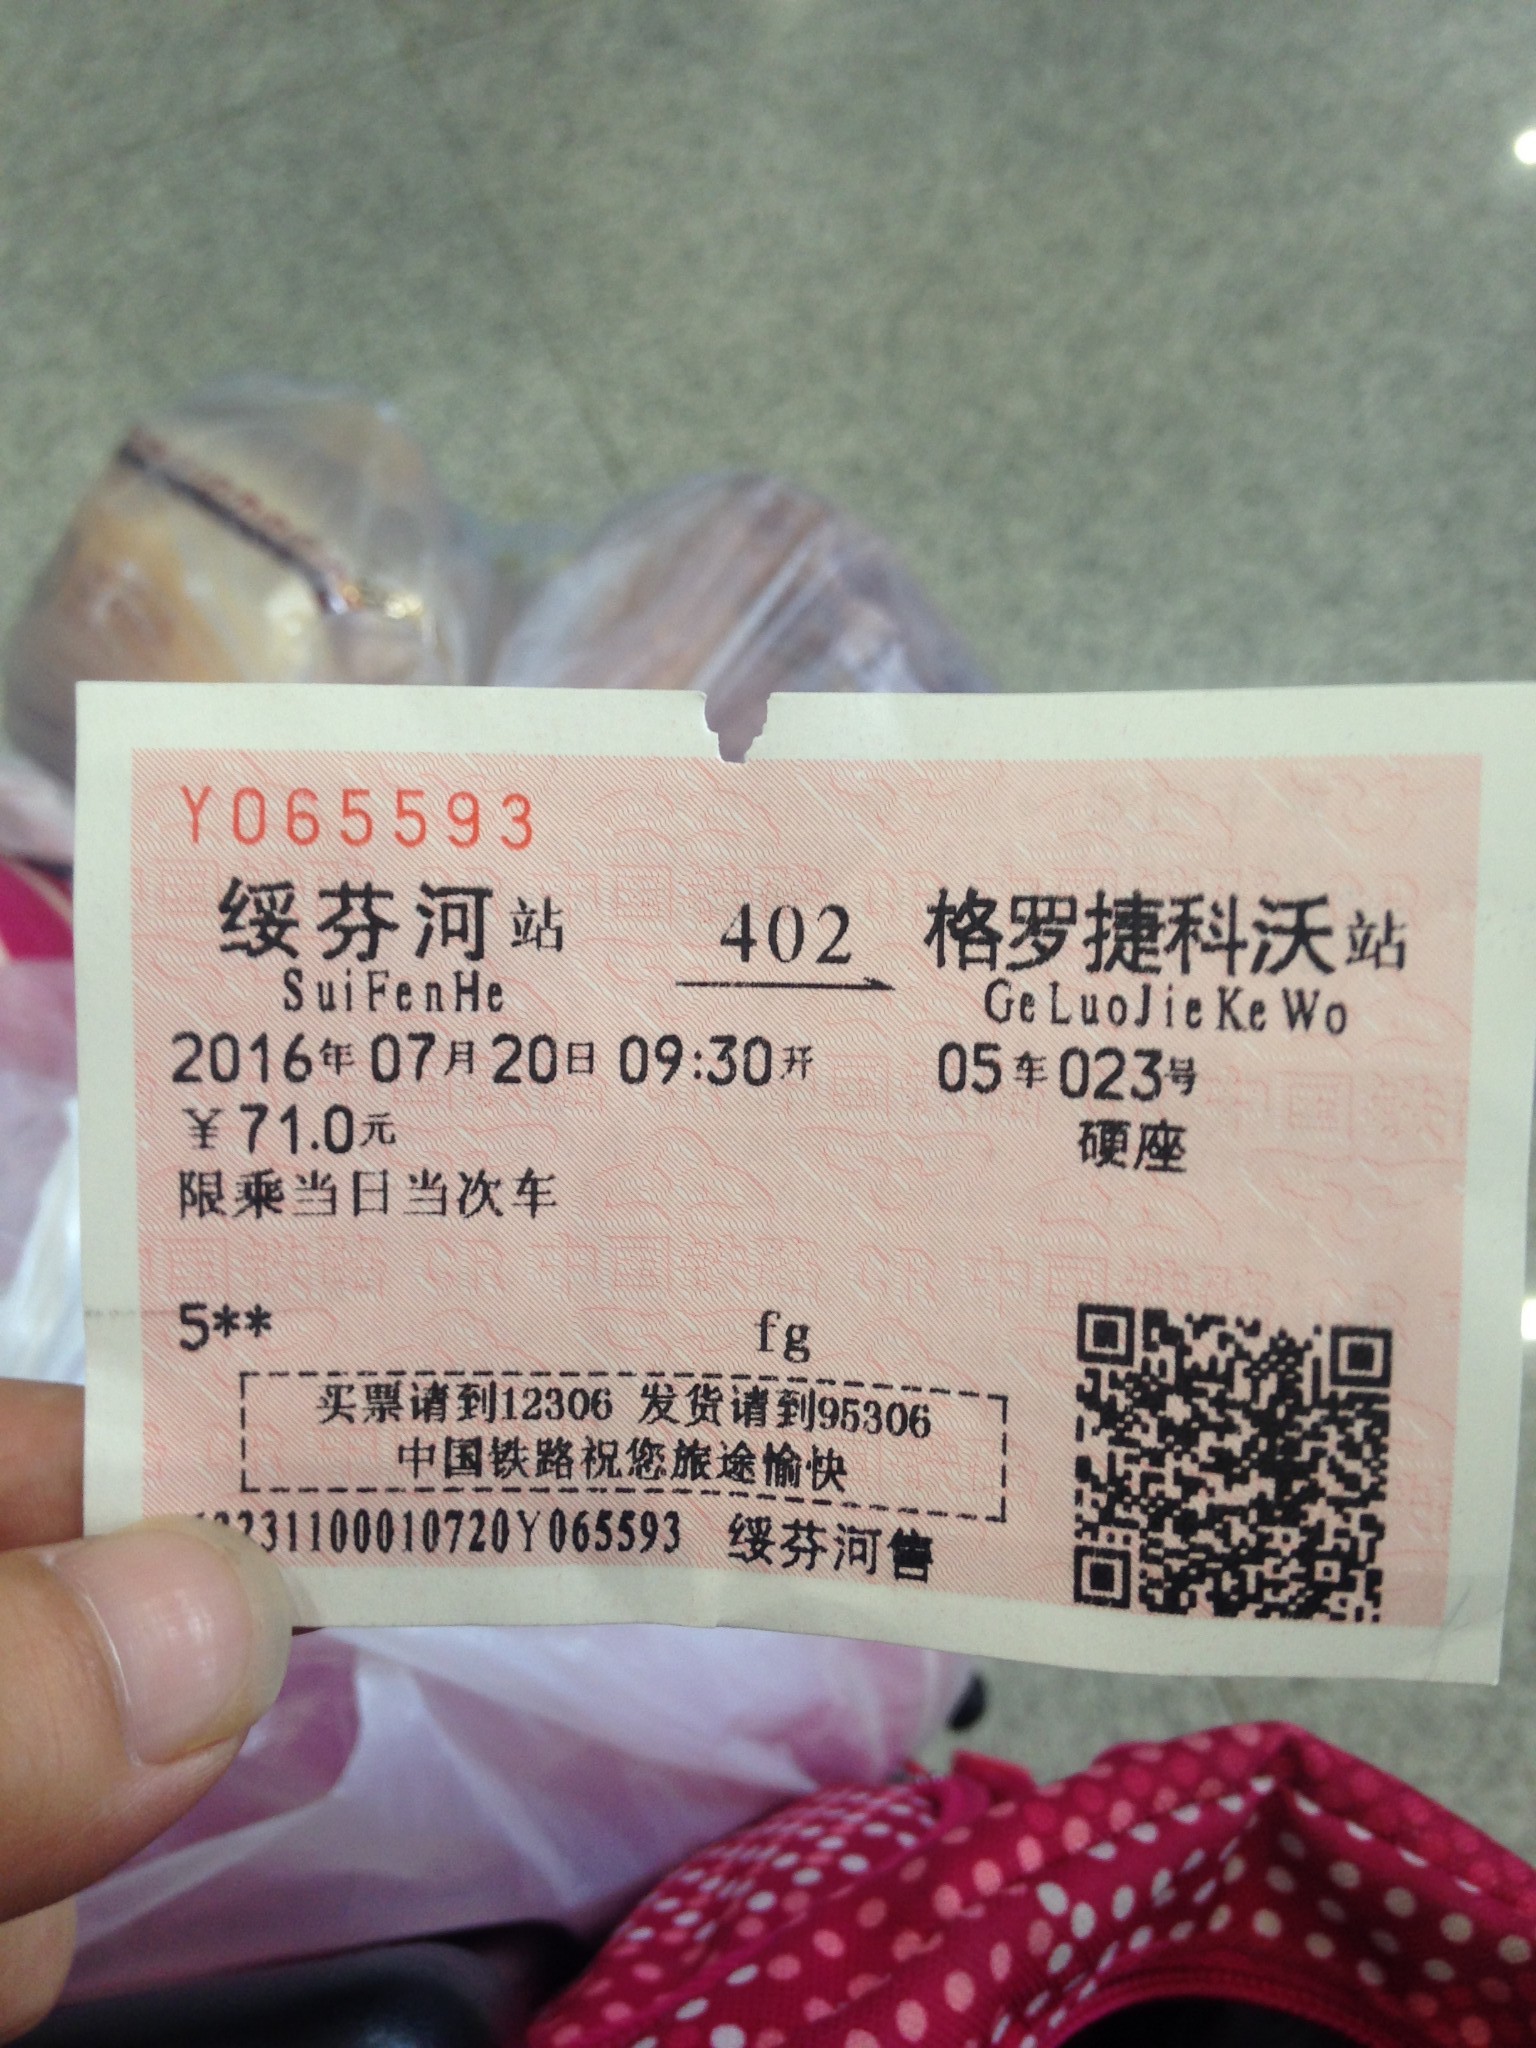 Y065593
绥芬河站 402 格罗捷科沃站
SuiFenHe GeLuoJieKeWo
2016年07月20日 09:30开 05车023号
￥71.0元 硬座
限乘当日当次车
5** fg
买票请到12306 发货请到95306
中国铁路祝您旅途愉快
31100010720Y065593 绥芬河售